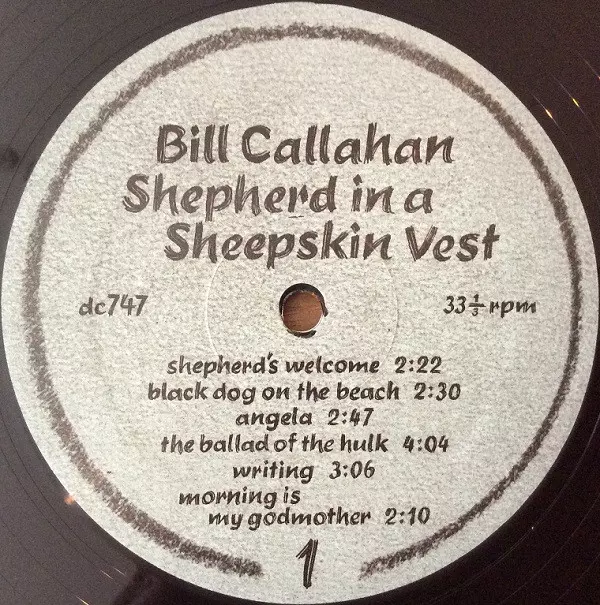 Bill Callahan
Shepherd in a
Sheepskin Vest
dc747
33⅓ rpm
shepherd's welcome 2:22
black dog on the beach 2:30
angela 2:47
the ballad of the hulk 4:04
writing 3:06
morning is
my godmother 2:10
1